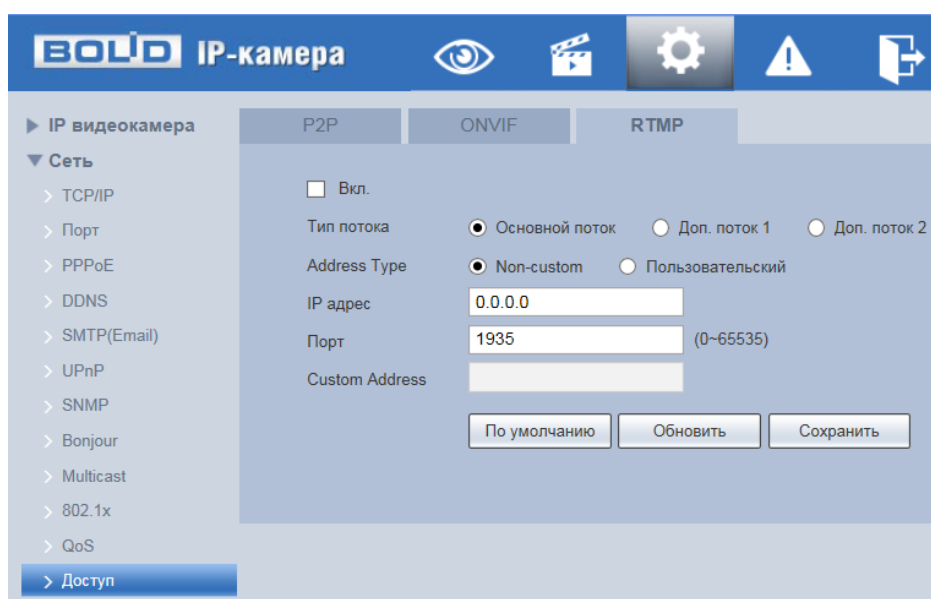 BOLID IP-камера
IP видеокамера
Сеть
TCP/IP
Порт
PPPoE
DDNS
SMTP(Email)
UPnP
SNMP
Bonjour
Multicast
802.1x
QoS
Доступ
P2P ONVIF RTMP
Вкл.
Тип потока Основной поток Доп. поток 1 Доп. поток 2
Address Type Non-custom Пользовательский
IP адрес 0.0.0.0
Порт 1935 (0~65535)
Custom Address
По умолчанию Обновить Сохранить